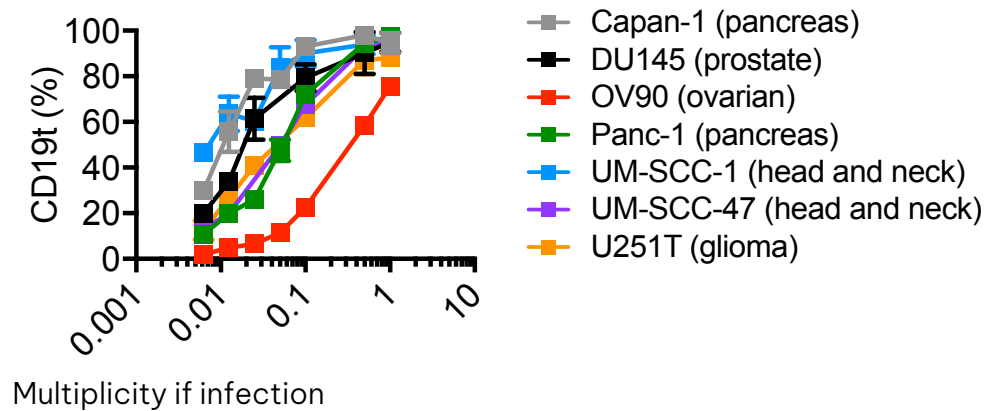 CD19t (%)
100
80
60
40
20
0
0.001
0.01
0.1
1
10
Multiplicity if infection
Capan-1 (pancreas)
DU145 (prostate)
OV90 (ovarian)
Panc-1 (pancreas)
UM-SCC-1 (head and neck)
UM-SCC-47 (head and neck)
U251T (glioma)